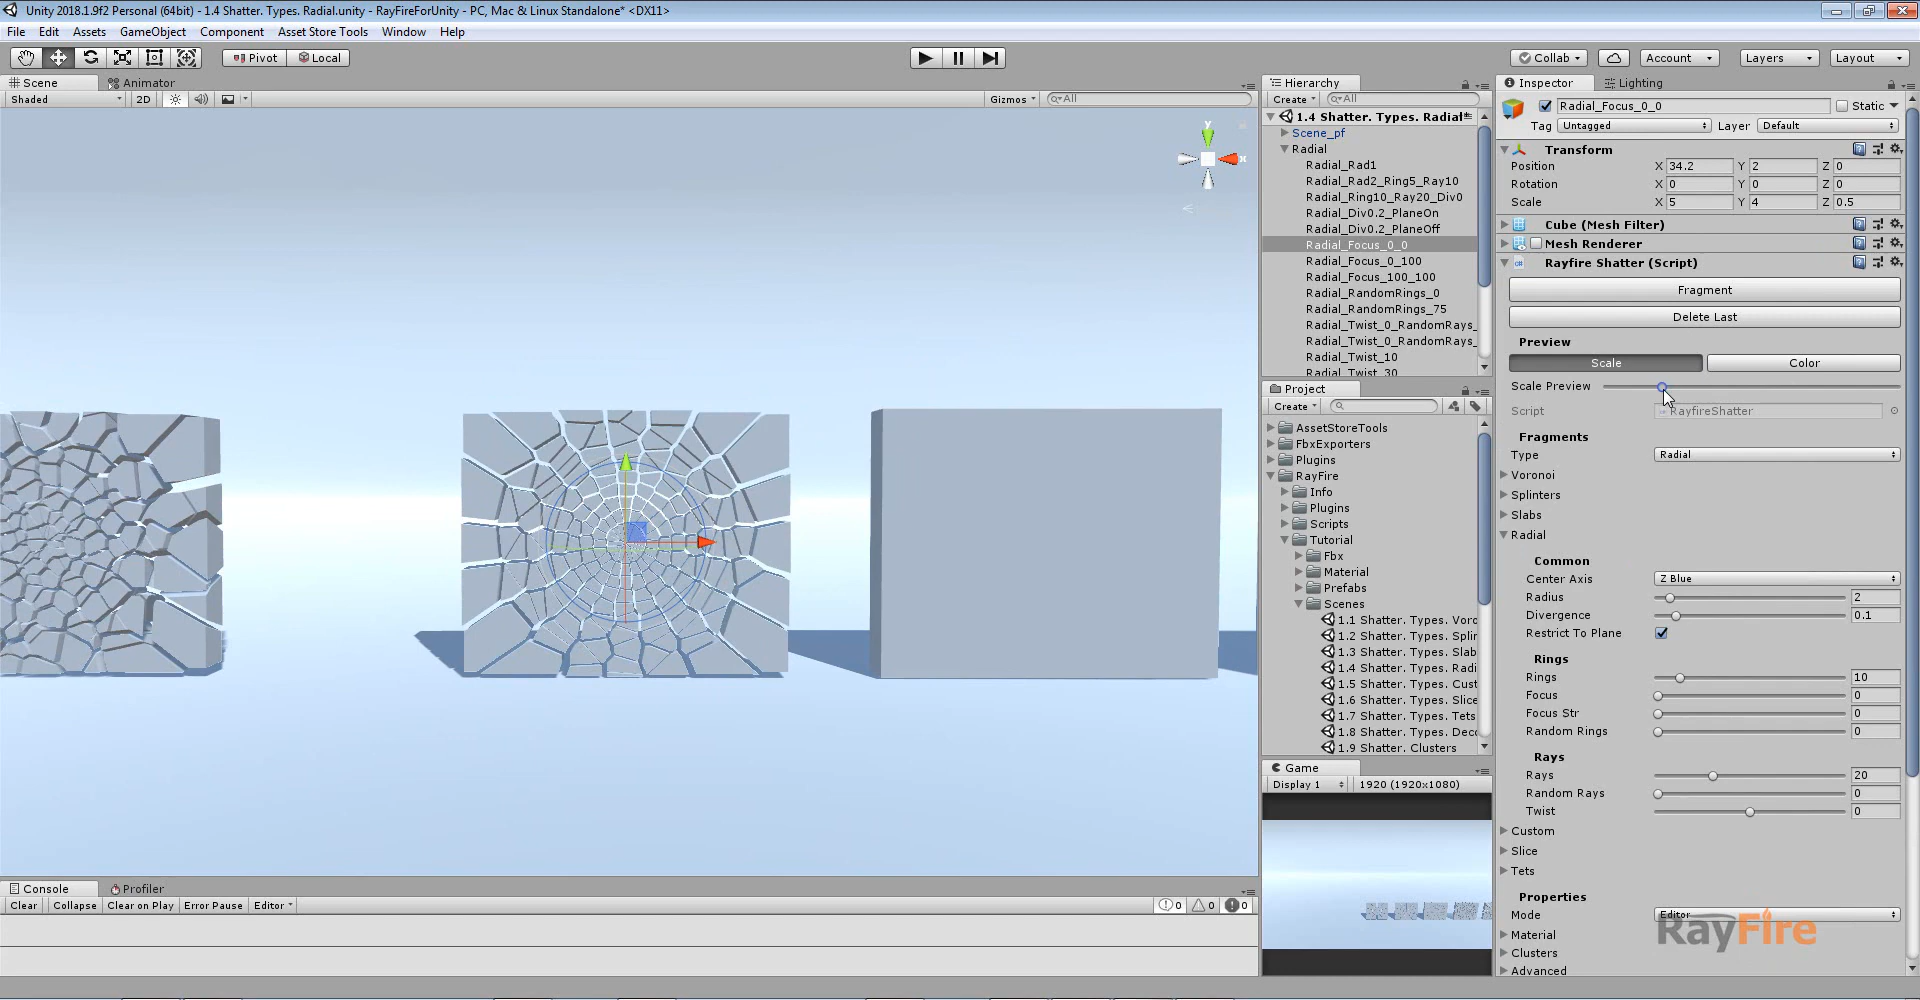 Unity 2018.1.9f2 Personal (64bit) - 1.4 Shatter. Types. Radial.unity - RayFireForUnity - PC, Mac & Linux Standalone* <DX11>
File Edit Assets GameObject Component Asset Store Tools Window Help
Pivot Local Collab Account Layers Layout
Scene Animator
Shaded 2D Gizmos All
y
x
Hierarchy
Create All
1.4 Shatter. Types. Radial*
Scene_pf
Radial
Radial_Rad1
Radial_Rad2_Ring5_Ray10
Radial_Ring10_Ray20_Div0
Radial_Div0.2_PlaneOn
Radial_Div0.2_PlaneOff
Radial_Focus_0_0
Radial_Focus_0_100
Radial_Focus_100_100
Radial_RandomRings_0
Radial_RandomRings_75
Radial_Twist_0_RandomRays_
Radial_Twist_0_RandomRays_
Radial_Twist_10
Radial_Twist_30
Project
Create
AssetStoreTools
FbxExporters
Plugins
RayFire
Info
Plugins
Scripts
Tutorial
Fbx
Material
Prefabs
Scenes
1.1 Shatter. Types. Voro
1.2 Shatter. Types. Splin
1.3 Shatter. Types. Slab
1.4 Shatter. Types. Radi
1.5 Shatter. Types. Cust
1.6 Shatter. Types. Slice
1.7 Shatter. Types. Tets
1.8 Shatter. Types. Deco
1.9 Shatter. Clusters
Game
Display 1 1920 (1920x1080)
Console Profiler
Clear Collapse Clear on Play Error Pause Editor 0 0 0
Inspector Lighting
Radial_Focus_0_0 Static
Tag Untagged Layer Default
Transform
Position X 34.2 Y 2 Z 0
Rotation X 0 Y 0 Z 0
Scale X 5 Y 4 Z 0.5
Cube (Mesh Filter)
Mesh Renderer
Rayfire Shatter (Script)
Fragment
Delete Last
Preview
Scale Color
Scale Preview
Script RayfireShatter
Fragments
Type Radial
Voronoi
Splinters
Slabs
Radial
Common
Center Axis Z Blue
Radius 2
Divergence 0.1
Restrict To Plane
Rings
Rings 10
Focus 0
Focus Str 0
Random Rings 0
Rays
Rays 20
Random Rays 0
Twist 0
Custom
Slice
Tets
Properties
Mode Editor
Material
Clusters
Advanced
RayFire